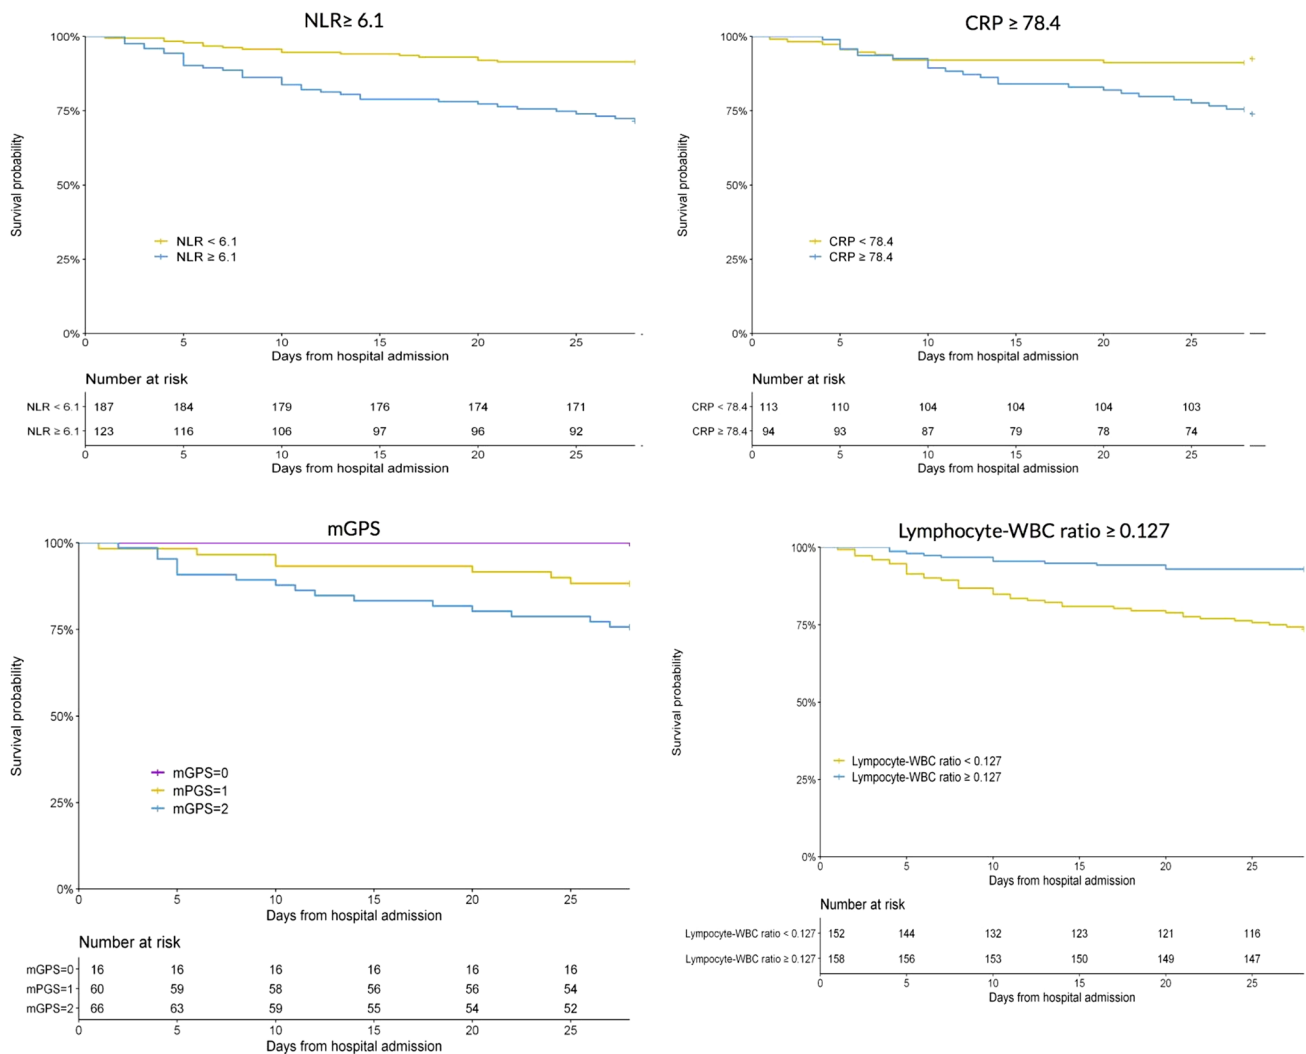 NLR≥ 6.1
100%
75%
50%
25%
0%
Survival probability
NLR < 6.1
NLR ≥ 6.1
0 5 10 15 20 25
Days from hospital admission
Number at risk
NLR < 6.1 187 184 179 176 174 171
NLR ≥ 6.1 123 116 106 97 96 92
0 5 10 15 20 25
Days from hospital admission
CRP ≥ 78.4
100%
75%
50%
25%
0%
Survival probability
CRP < 78.4
CRP ≥ 78.4
0 5 10 15 20 25
Days from hospital admission
Number at risk
CRP < 78.4 113 110 104 104 104 103
CRP ≥ 78.4 94 93 87 79 78 74
0 5 10 15 20 25
Days from hospital admission
mGPS
100%
75%
50%
25%
0%
Survival probability
mGPS=0
mPGS=1
mGPS=2
0 5 10 15 20 25
Days from hospital admission
Number at risk
mGPS=0 16 16 16 16 16 16
mPGS=1 60 59 58 56 56 54
mGPS=2 66 63 59 55 54 52
0 5 10 15 20 25
Days from hospital admission
Lymphocyte-WBC ratio ≥ 0.127
100%
75%
50%
25%
0%
Survival probability
Lympocyte-WBC ratio < 0.127
Lympocyte-WBC ratio ≥ 0.127
0 5 10 15 20 25
Days from hospital admission
Number at risk
Lympocyte-WBC ratio < 0.127 152 144 132 123 121 116
Lympocyte-WBC ratio ≥ 0.127 158 156 153 150 149 147
0 5 10 15 20 25
Days from hospital admission